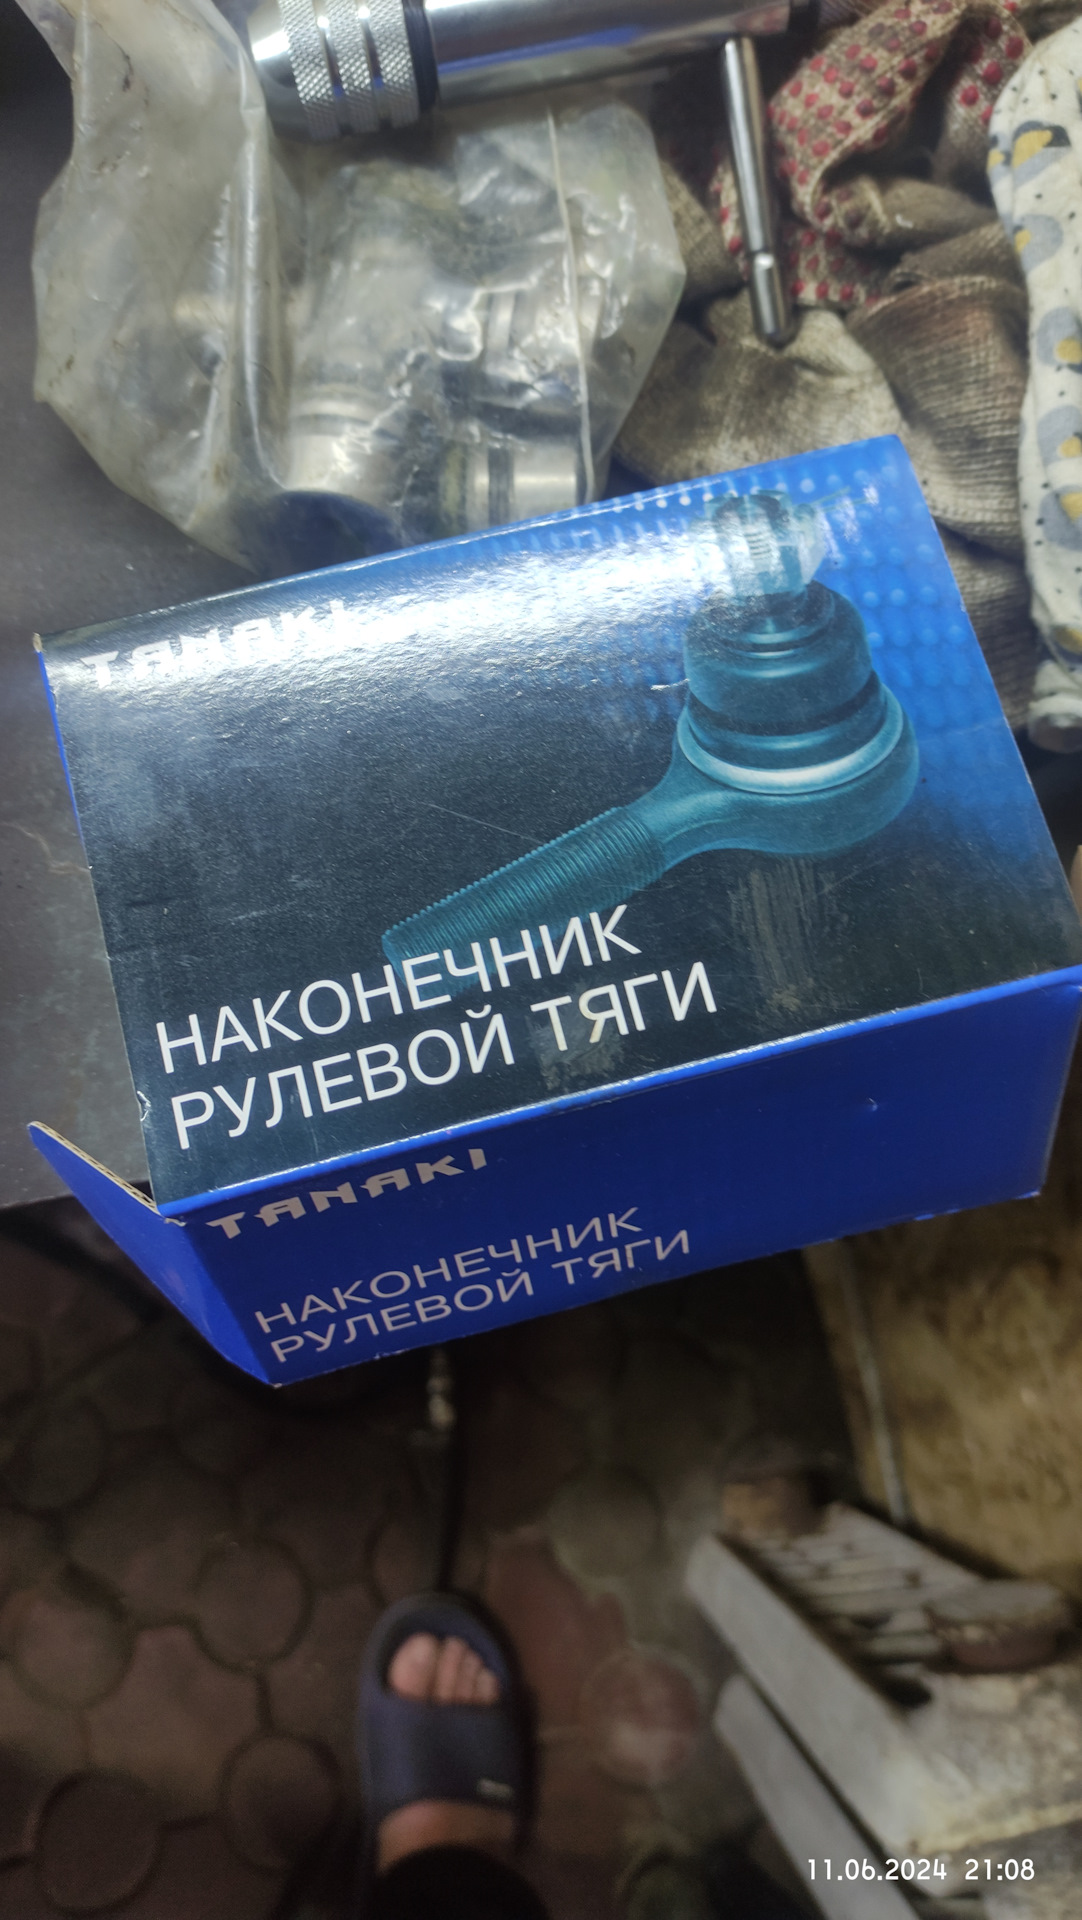 TANAKI
НАКОНЕЧНИК
РУЛЕВОЙ ТЯГИ
TANAKI
НАКОНЕЧНИК
РУЛЕВОЙ ТЯГИ
11.06.2024 21:08